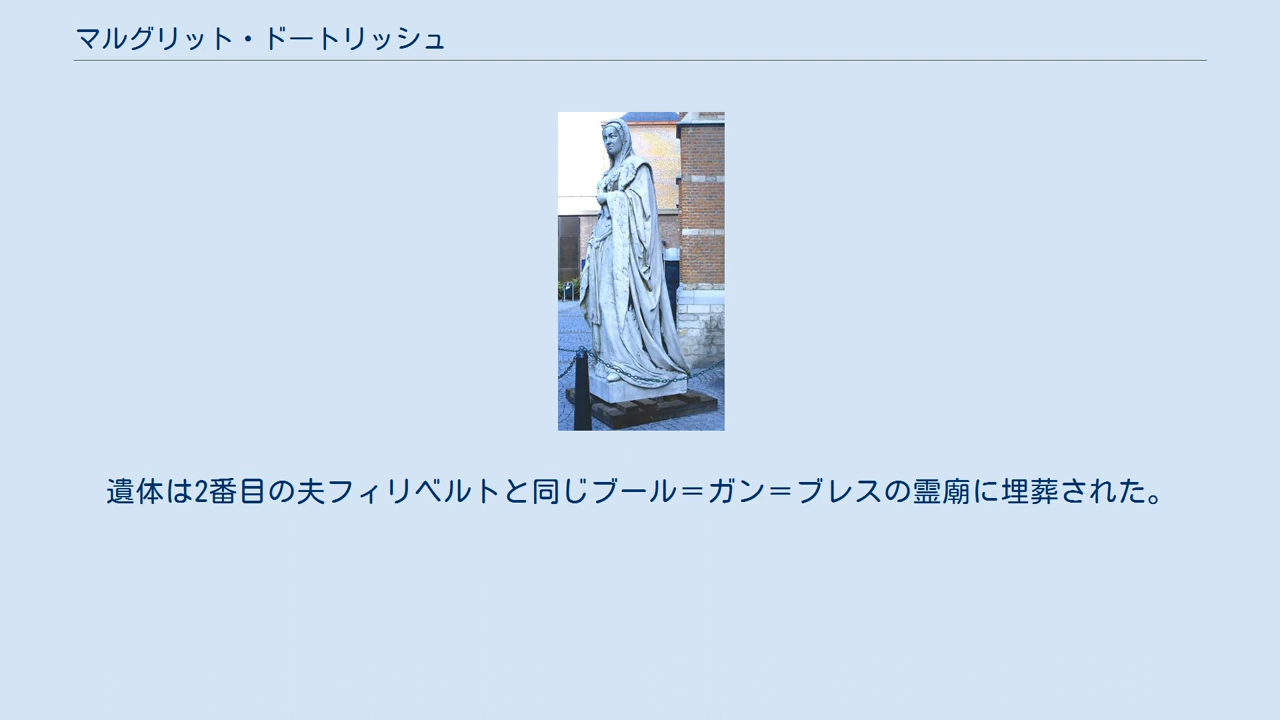 マルグリット・ドートリッシュ
遺体は2番目の夫フィリベルトと同じブール＝ガン＝ブレスの霊廟に埋葬された。